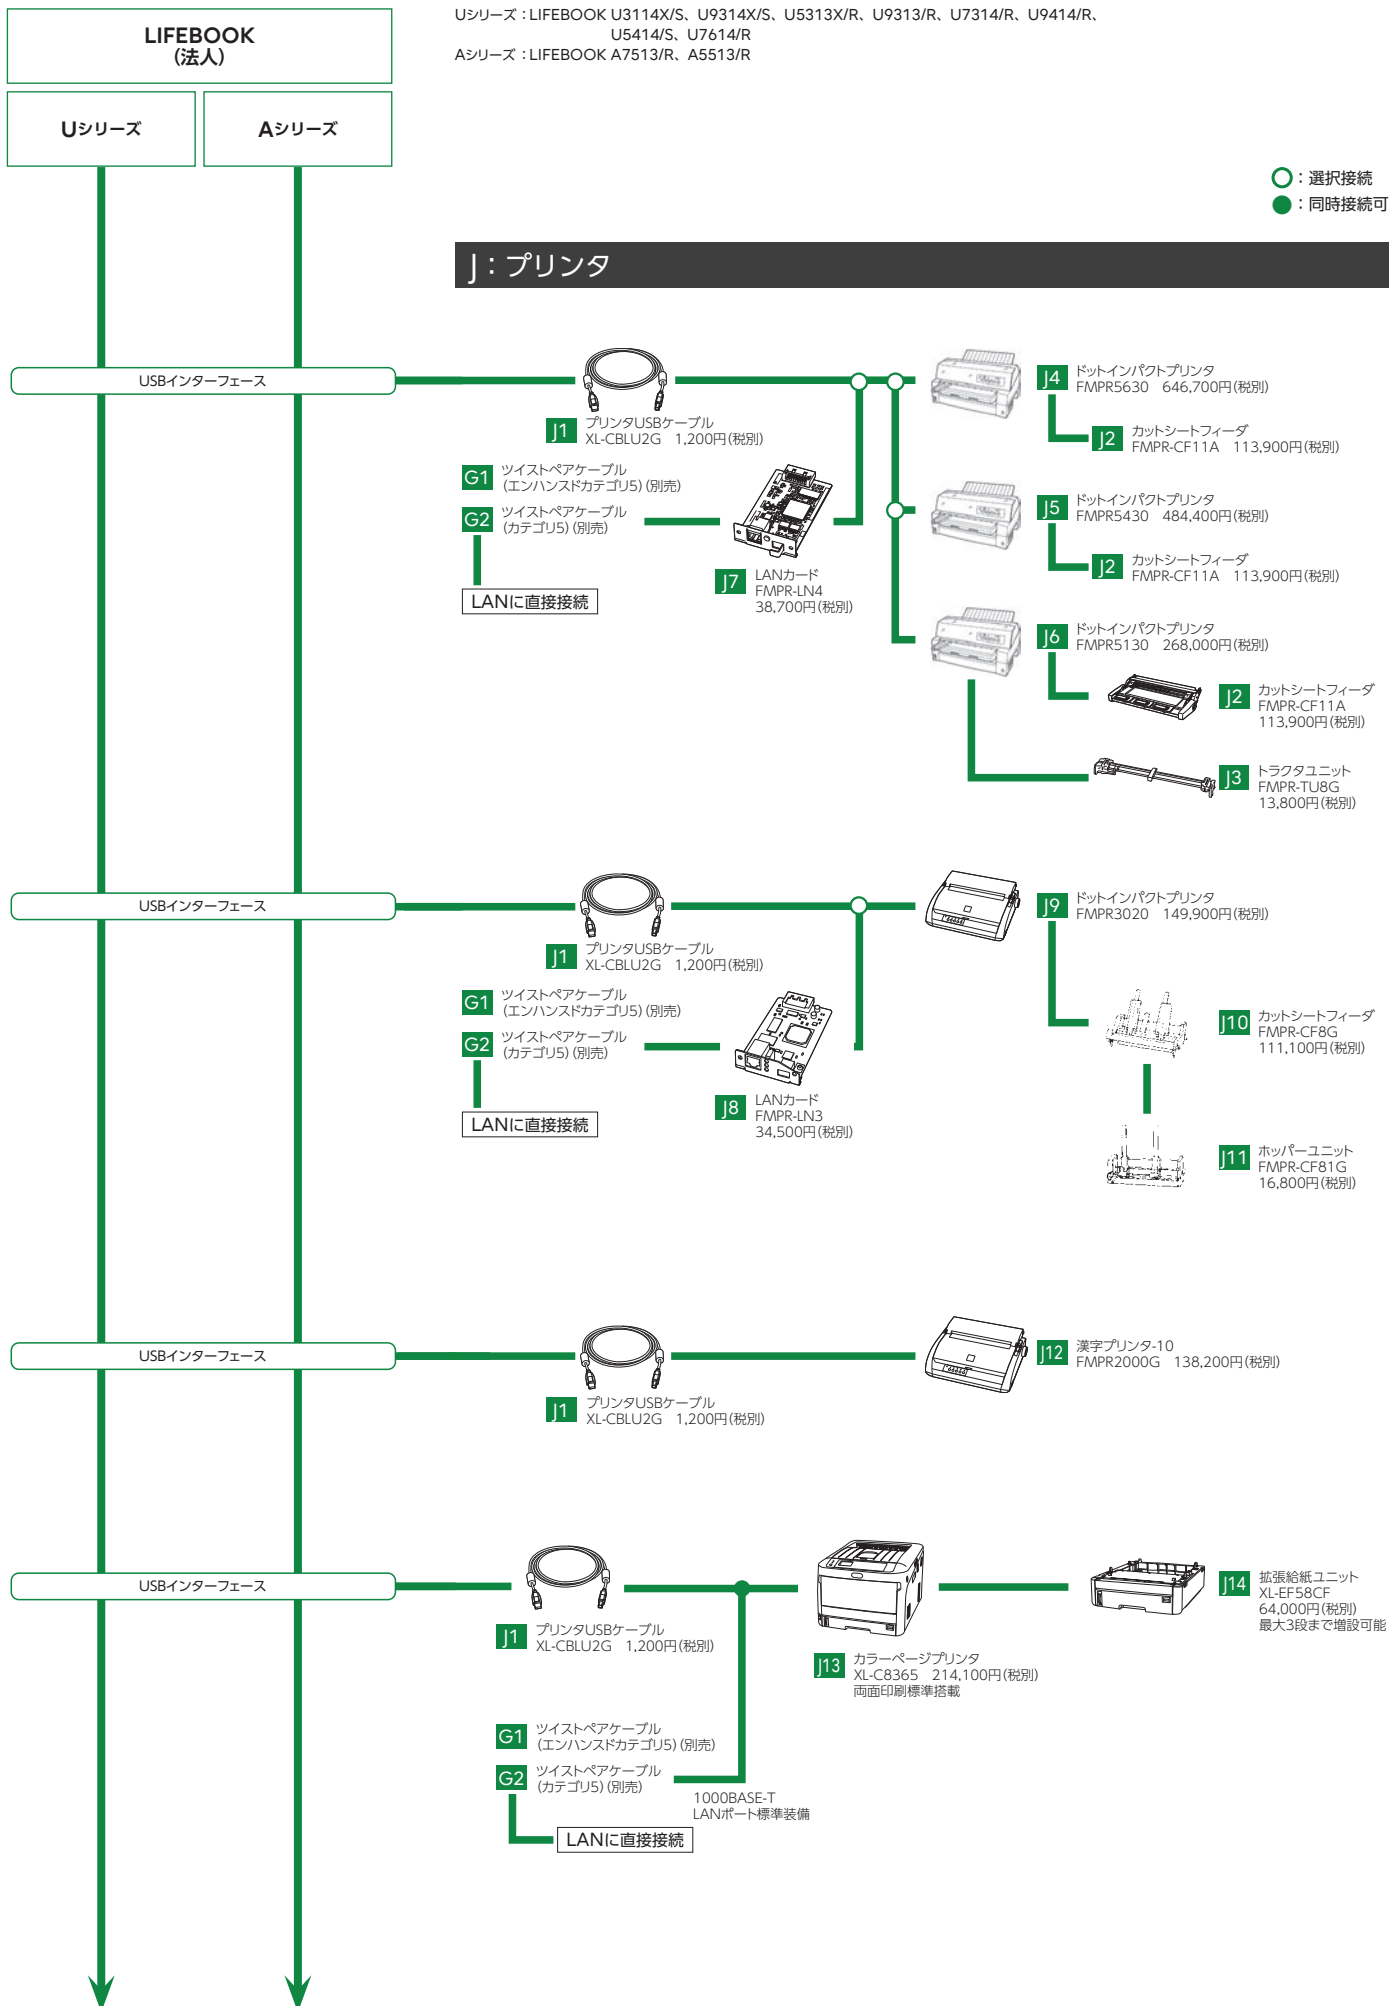 LIFEBOOK
(法人)
Uシリーズ
Aシリーズ
Uシリーズ：LIFEBOOK U3114X/S、U9314X/S、U5313X/R、U9313/R、U7314/R、U9414/R、
U5414/S、U7614/R
Aシリーズ：LIFEBOOK A7513/R、A5513/R
○：選択接続
●：同時接続可
J：プリンタ
USBインターフェース
J1 プリンタUSBケーブル
XL-CBLU2G 1,200円(税別)
G1 ツイストペアケーブル
(エンハンスドカテゴリ5)(別売)
G2 ツイストペアケーブル
(カテゴリ5)(別売)
LANに直接接続
J7 LANカード
FMPR-LN4
38,700円(税別)
J4 ドットインパクトプリンタ
FMPR5630 646,700円(税別)
J2 カットシートフィーダ
FMPR-CF11A 113,900円(税別)
J5 ドットインパクトプリンタ
FMPR5430 484,400円(税別)
J2 カットシートフィーダ
FMPR-CF11A 113,900円(税別)
J6 ドットインパクトプリンタ
FMPR5130 268,000円(税別)
J2 カットシートフィーダ
FMPR-CF11A
113,900円(税別)
J3 トラクタユニット
FMPR-TU8G
13,800円(税別)
USBインターフェース
J1 プリンタUSBケーブル
XL-CBLU2G 1,200円(税別)
G1 ツイストペアケーブル
(エンハンスドカテゴリ5)(別売)
G2 ツイストペアケーブル
(カテゴリ5)(別売)
LANに直接接続
J8 LANカード
FMPR-LN3
34,500円(税別)
J9 ドットインパクトプリンタ
FMPR3020 149,900円(税別)
J10 カットシートフィーダ
FMPR-CF8G
111,100円(税別)
J11 ホッパーユニット
FMPR-CF81G
16,800円(税別)
USBインターフェース
J1 プリンタUSBケーブル
XL-CBLU2G 1,200円(税別)
J12 漢字プリンタ-10
FMPR2000G 138,200円(税別)
USBインターフェース
J1 プリンタUSBケーブル
XL-CBLU2G 1,200円(税別)
G1 ツイストペアケーブル
(エンハンスドカテゴリ5)(別売)
G2 ツイストペアケーブル
(カテゴリ5)(別売)
1000BASE-T
LANポート標準装備
LANに直接接続
J13 カラーページプリンタ
XL-C8365 214,100円(税別)
両面印刷標準搭載
J14 拡張給紙ユニット
XL-EF58CF
64,000円(税別)
最大3段まで増設可能